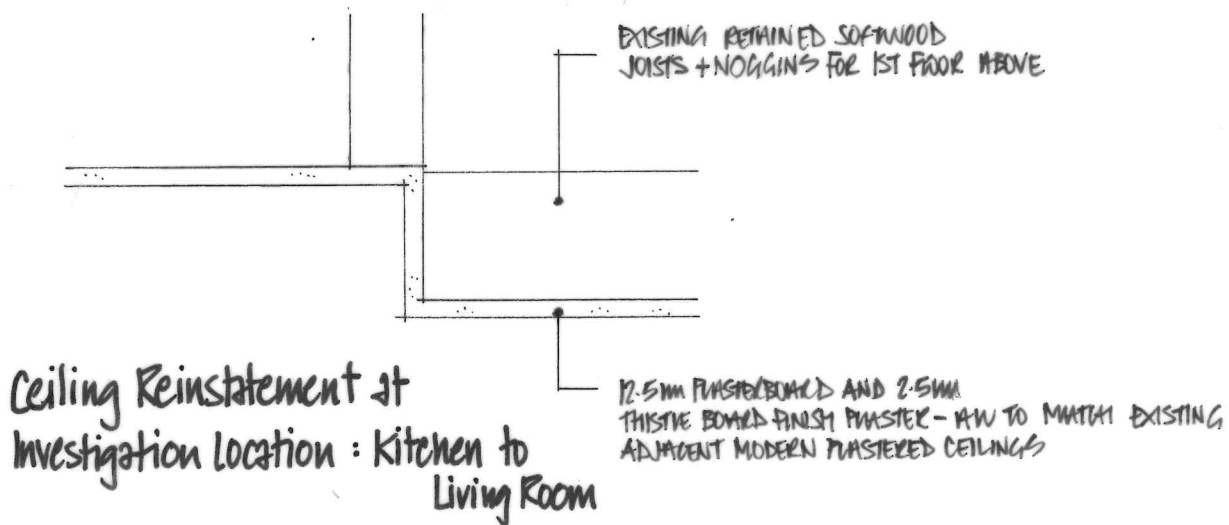 EXISTING RETAINED SOFTWOOD
JOISTS + NOGGINS FOR 1ST FLOOR ABOVE
Ceiling Reinstatement at
Investigation Location : Kitchen to
Living Room
12.5mm PLASTERBOARD AND 2.5mm
THISTLE BOARD FINISH PLASTER - ALL TO MATCH EXISTING
ADJACENT MODERN PLASTERED CEILINGS